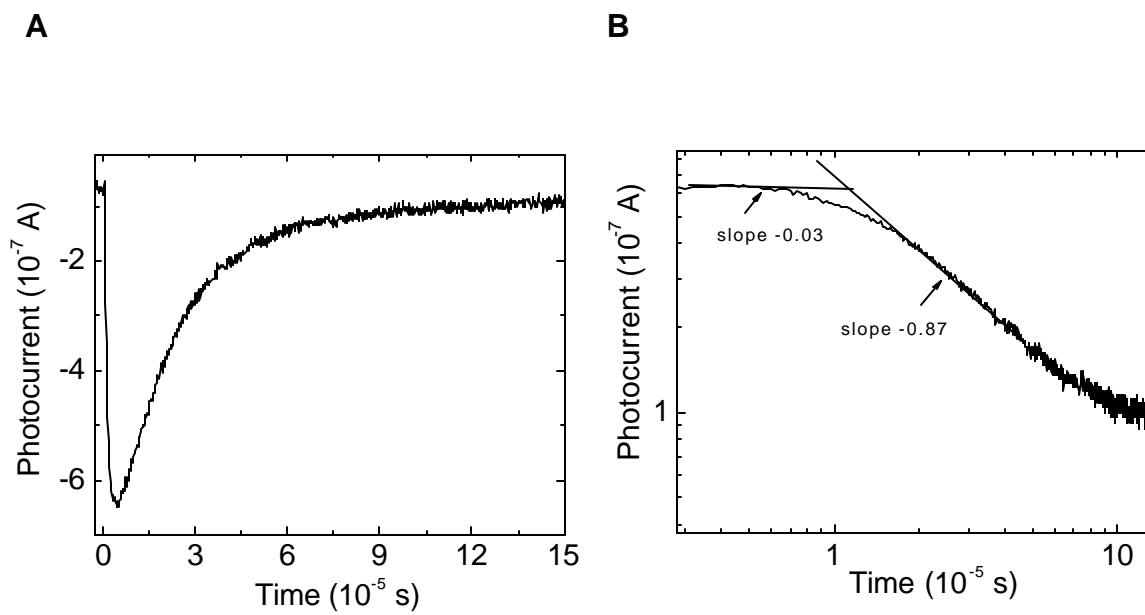 A
B
Photocurrent (10⁻⁷ A)
-2
-4
-6
0 3 6 9 12 15
Time (10⁻⁵ s)
Photocurrent (10⁻⁷ A)
1
slope -0.03
slope -0.87
1 10
Time (10⁻⁵ s)